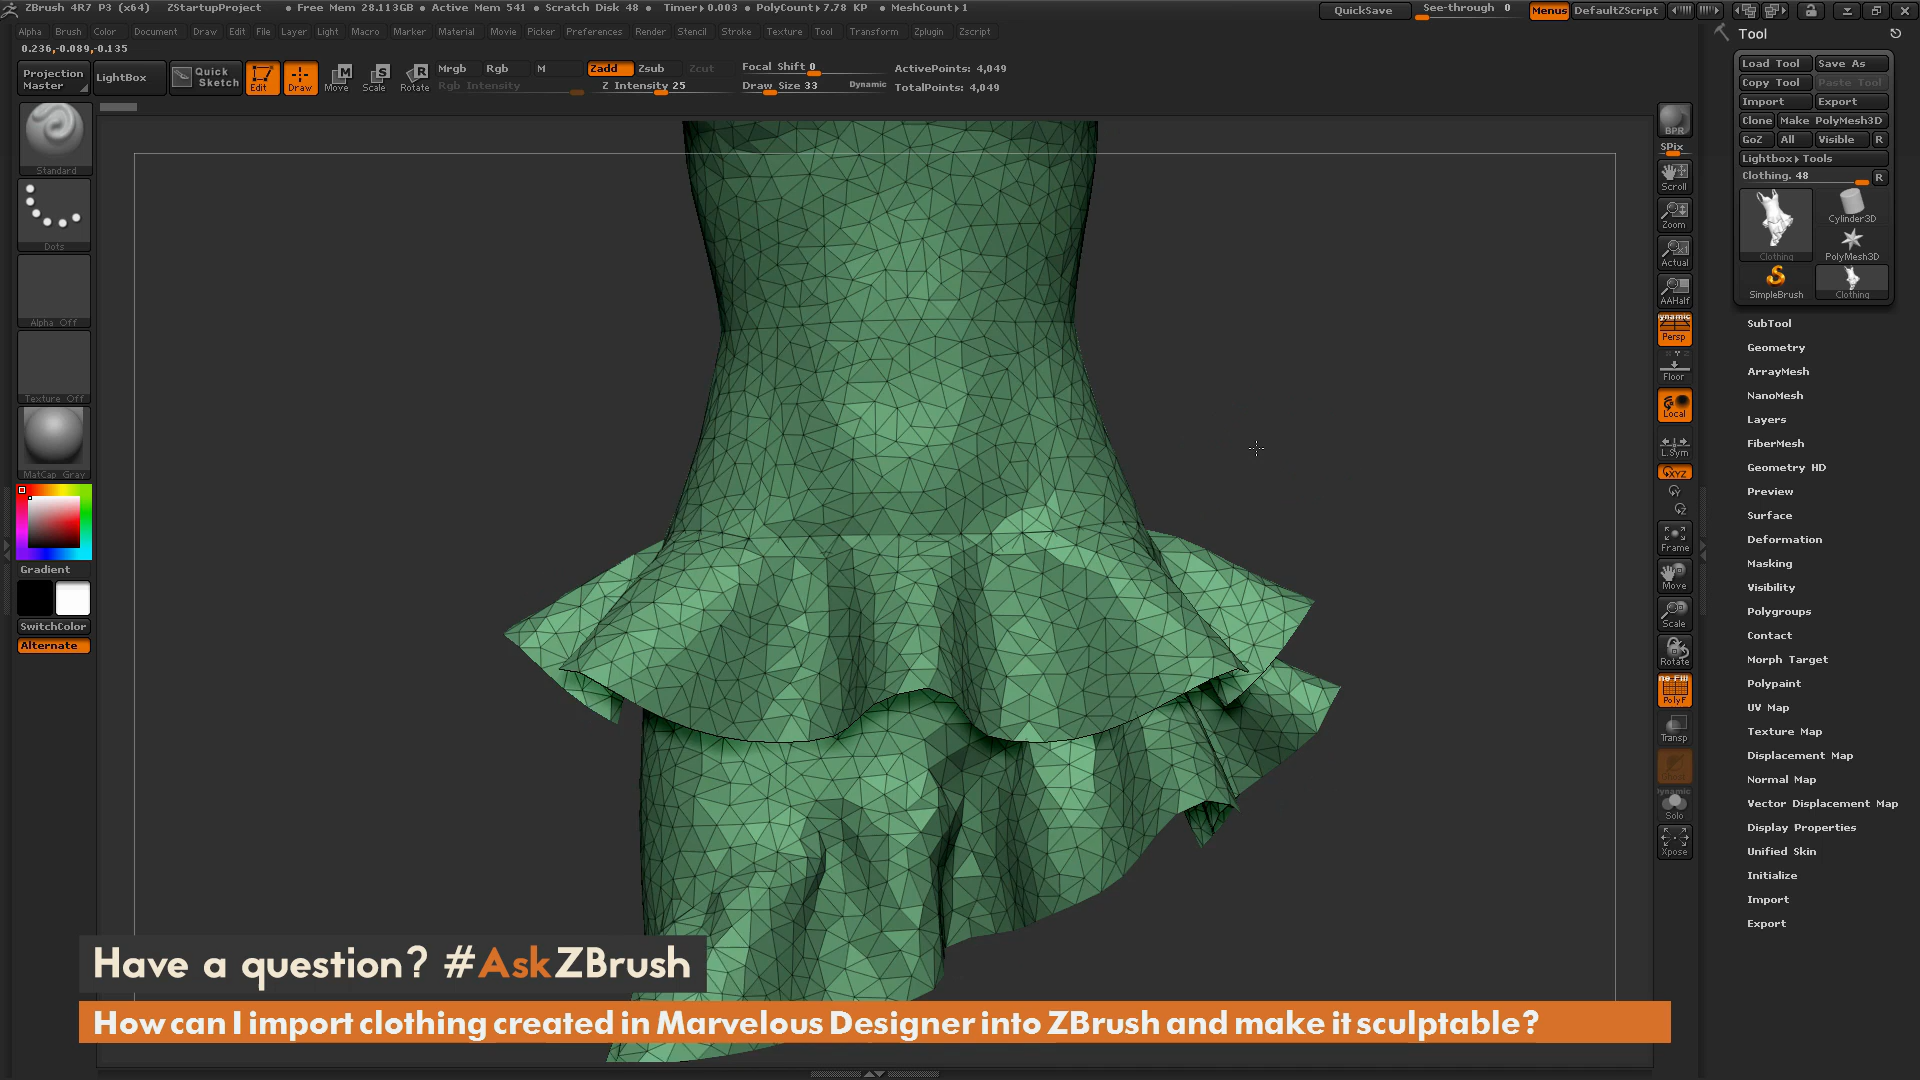 ZBrush 4R7 P3 (x64) ZStartupProject • Free Mem 28.113GB • Active Mem 541 • Scratch Disk 48 • Timer▸0.003 • PolyCount▸7.78 KP • MeshCount▸1 QuickSave See-through 0 Menus DefaultZScript
Alpha Brush Color Document Draw Edit File Layer Light Macro Marker Material Movie Picker Preferences Render Stencil Stroke Texture Tool Transform Zplugin Zscript
0.236,-0.089,-0.135
Projection Master
LightBox
Quick Sketch
Edit
Draw
Move
Scale
Rotate
Mrgb Rgb M
Rgb Intensity
Zadd Zsub Zcut
Z Intensity 25
Focal Shift 0
Draw Size 33 Dynamic
ActivePoints: 4,049
TotalPoints: 4,049
Standard
Dots
Alpha Off
Texture Off
MatCap Gray
Gradient
SwitchColor
Alternate
BPR
SPix
Scroll
Zoom
Actual
AAHalf
Persp
Floor
Local
L.Sym
XYZ
Frame
Move
Scale
Rotate
PolyF
Transp
Dynamic
Solo
Xpose
Tool
Load Tool Save As
Copy Tool Paste Tool
Import Export
Clone Make PolyMesh3D
GoZ All Visible R
Lightbox▸Tools
Clothing. 48 R
Clothing
Cylinder3D
PolyMesh3D
SimpleBrush
Clothing
SubTool
Geometry
ArrayMesh
NanoMesh
Layers
FiberMesh
Geometry HD
Preview
Surface
Deformation
Masking
Visibility
Polygroups
Contact
Morph Target
Polypaint
UV Map
Texture Map
Displacement Map
Normal Map
Vector Displacement Map
Display Properties
Unified Skin
Initialize
Import
Export
Have a question? #AskZBrush
How can I import clothing created in Marvelous Designer into ZBrush and make it sculptable?